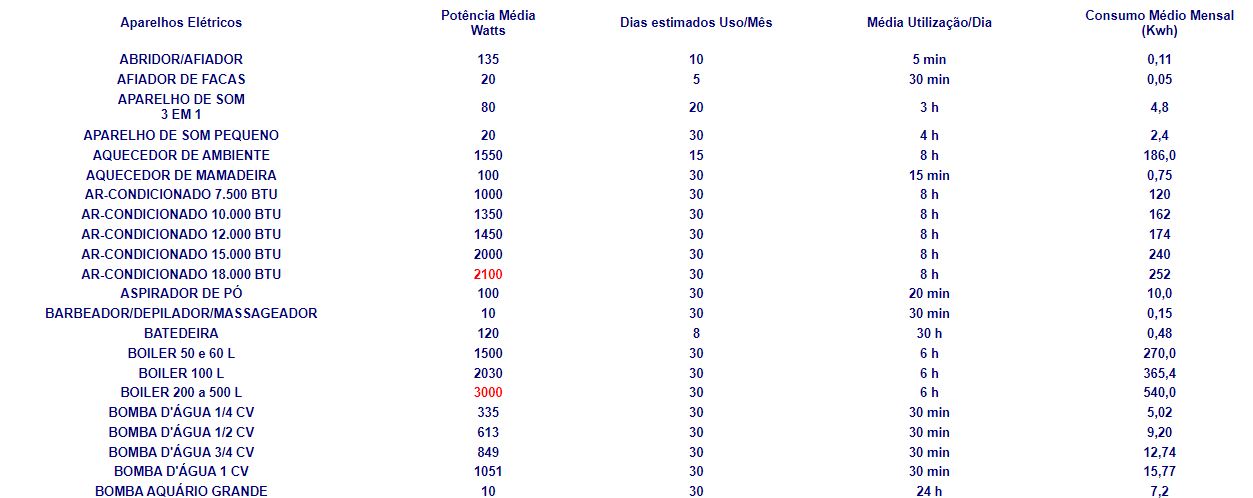 Aparelhos Elétricos Potência Média Watts Dias estimados Uso/Mês Média Utilização/Dia Consumo Médio Mensal (Kwh)
ABRIDOR/AFIADOR 135 10 5 min 0,11
AFIADOR DE FACAS 20 5 30 min 0,05
APARELHO DE SOM 3 EM 1 80 20 3 h 4,8
APARELHO DE SOM PEQUENO 20 30 4 h 2,4
AQUECEDOR DE AMBIENTE 1550 15 8 h 186,0
AQUECEDOR DE MAMADEIRA 100 30 15 min 0,75
AR-CONDICIONADO 7.500 BTU 1000 30 8 h 120
AR-CONDICIONADO 10.000 BTU 1350 30 8 h 162
AR-CONDICIONADO 12.000 BTU 1450 30 8 h 174
AR-CONDICIONADO 15.000 BTU 2000 30 8 h 240
AR-CONDICIONADO 18.000 BTU 2100 30 8 h 252
ASPIRADOR DE PÓ 100 30 20 min 10,0
BARBEADOR/DEPILADOR/MASSAGEADOR 10 30 30 min 0,15
BATEDEIRA 120 8 30 h 0,48
BOILER 50 e 60 L 1500 30 6 h 270,0
BOILER 100 L 2030 30 6 h 365,4
BOILER 200 a 500 L 3000 30 6 h 540,0
BOMBA D'ÁGUA 1/4 CV 335 30 30 min 5,02
BOMBA D'ÁGUA 1/2 CV 613 30 30 min 9,20
BOMBA D'ÁGUA 3/4 CV 849 30 30 min 12,74
BOMBA D'ÁGUA 1 CV 1051 30 30 min 15,77
BOMBA AQUÁRIO GRANDE 10 30 24 h 7,2